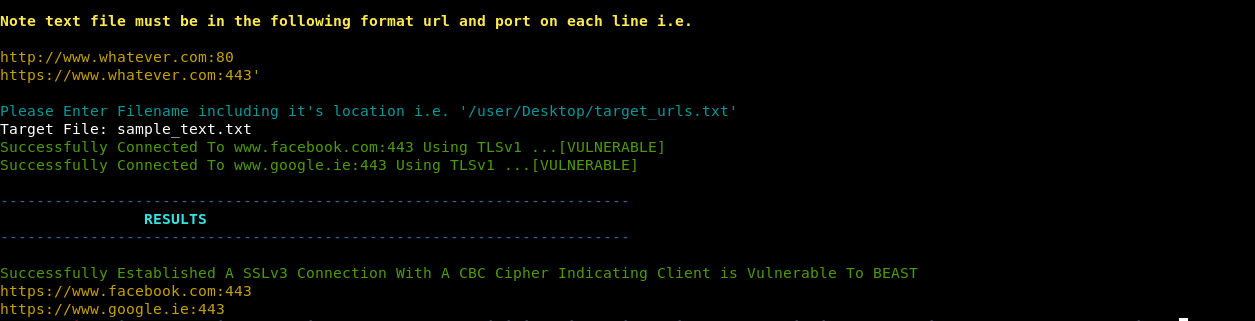 Note text file must be in the following format url and port on each line i.e.
http://www.whatever.com:80
https://www.whatever.com:443'
Please Enter Filename including it's location i.e. '/user/Desktop/target_urls.txt'
Target File: sample_text.txt
Successfully Connected To www.facebook.com:443 Using TLSv1 ...[VULNERABLE]
Successfully Connected To www.google.ie:443 Using TLSv1 ...[VULNERABLE]
----------------------------------------------------------------------
RESULTS
----------------------------------------------------------------------
Successfully Established A SSLv3 Connection With A CBC Cipher Indicating Client is Vulnerable To BEAST
https://www.facebook.com:443
https://www.google.ie:443